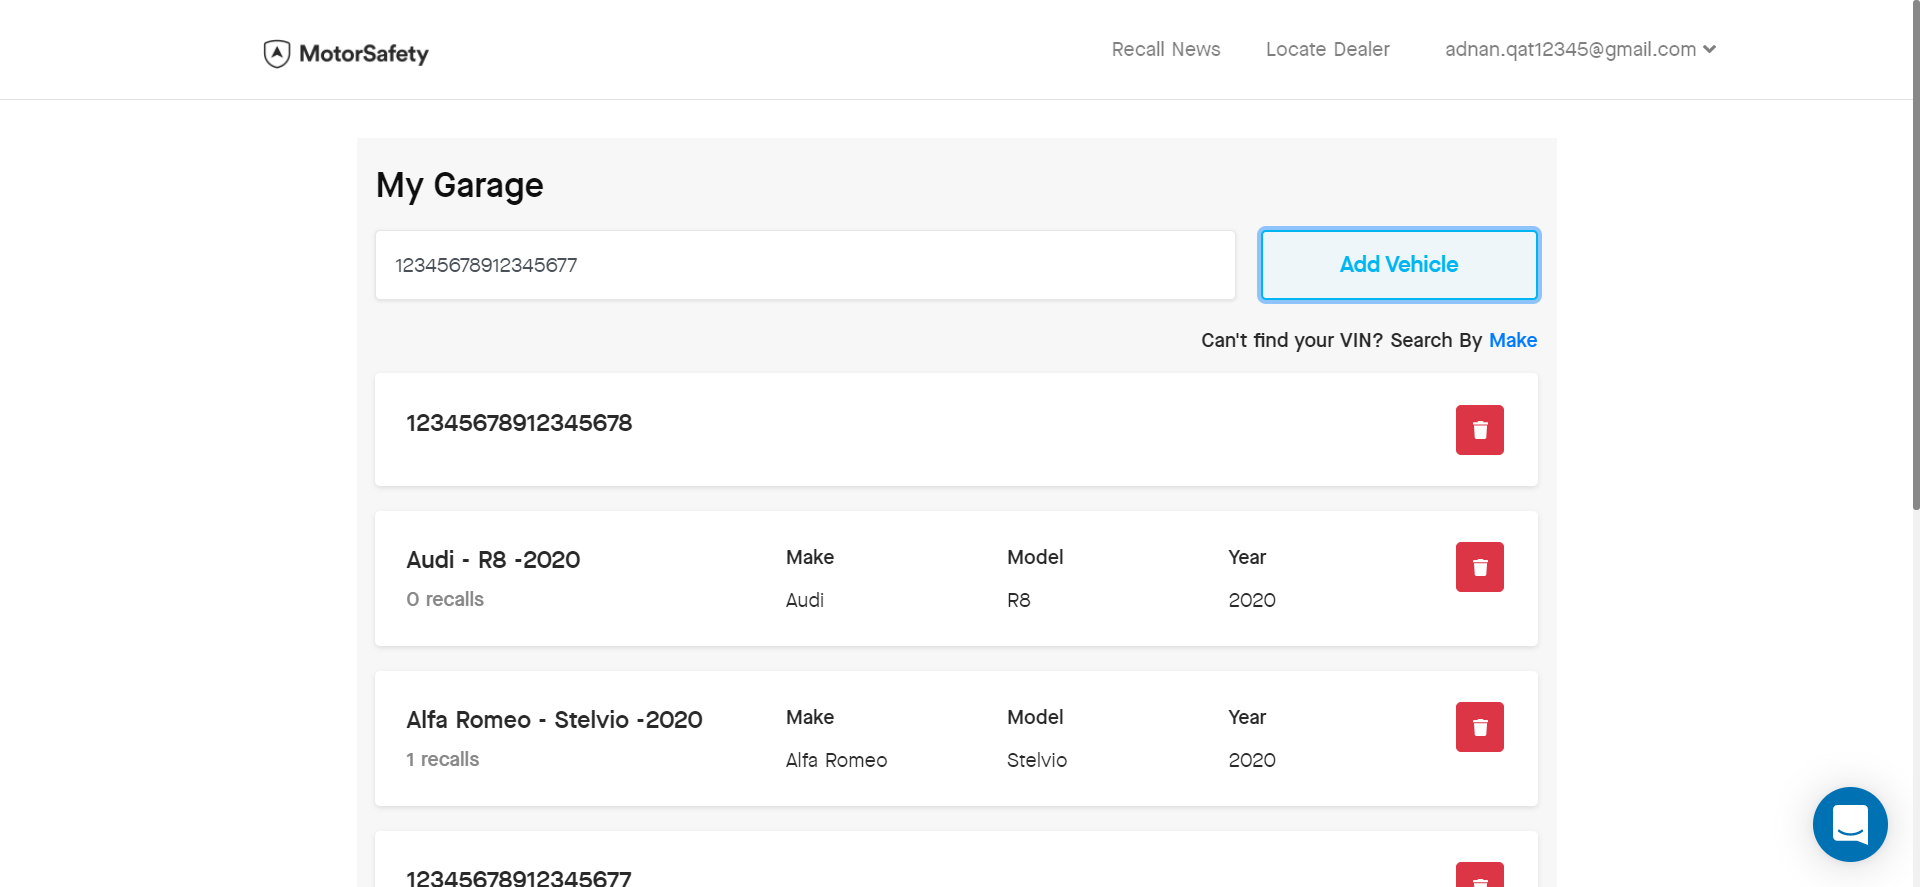 MotorSafety
Recall News
Locate Dealer
adnan.qat12345@gmail.com
My Garage
12345678912345677
Add Vehicle
Can't find your VIN? Search By Make
12345678912345678
Audi - R8 -2020
Make
Model
Year
0 recalls
Audi
R8
2020
Alfa Romeo - Stelvio -2020
Make
Model
Year
1 recalls
Alfa Romeo
Stelvio
2020
12345678912345677